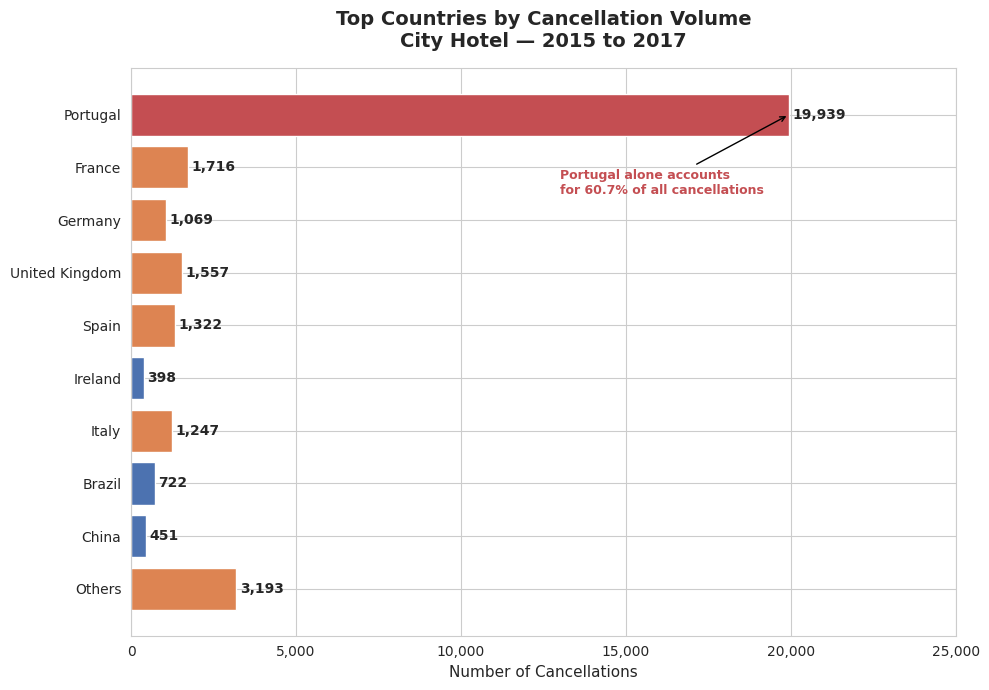 Top Countries by Cancellation Volume
City Hotel — 2015 to 2017
Portugal
19,939
Portugal alone accounts
for 60.7% of all cancellations
France
1,716
Germany
1,069
United Kingdom
1,557
Spain
1,322
Ireland
398
Italy
1,247
Brazil
722
China
451
Others
3,193
0
5,000
10,000
15,000
20,000
25,000
Number of Cancellations